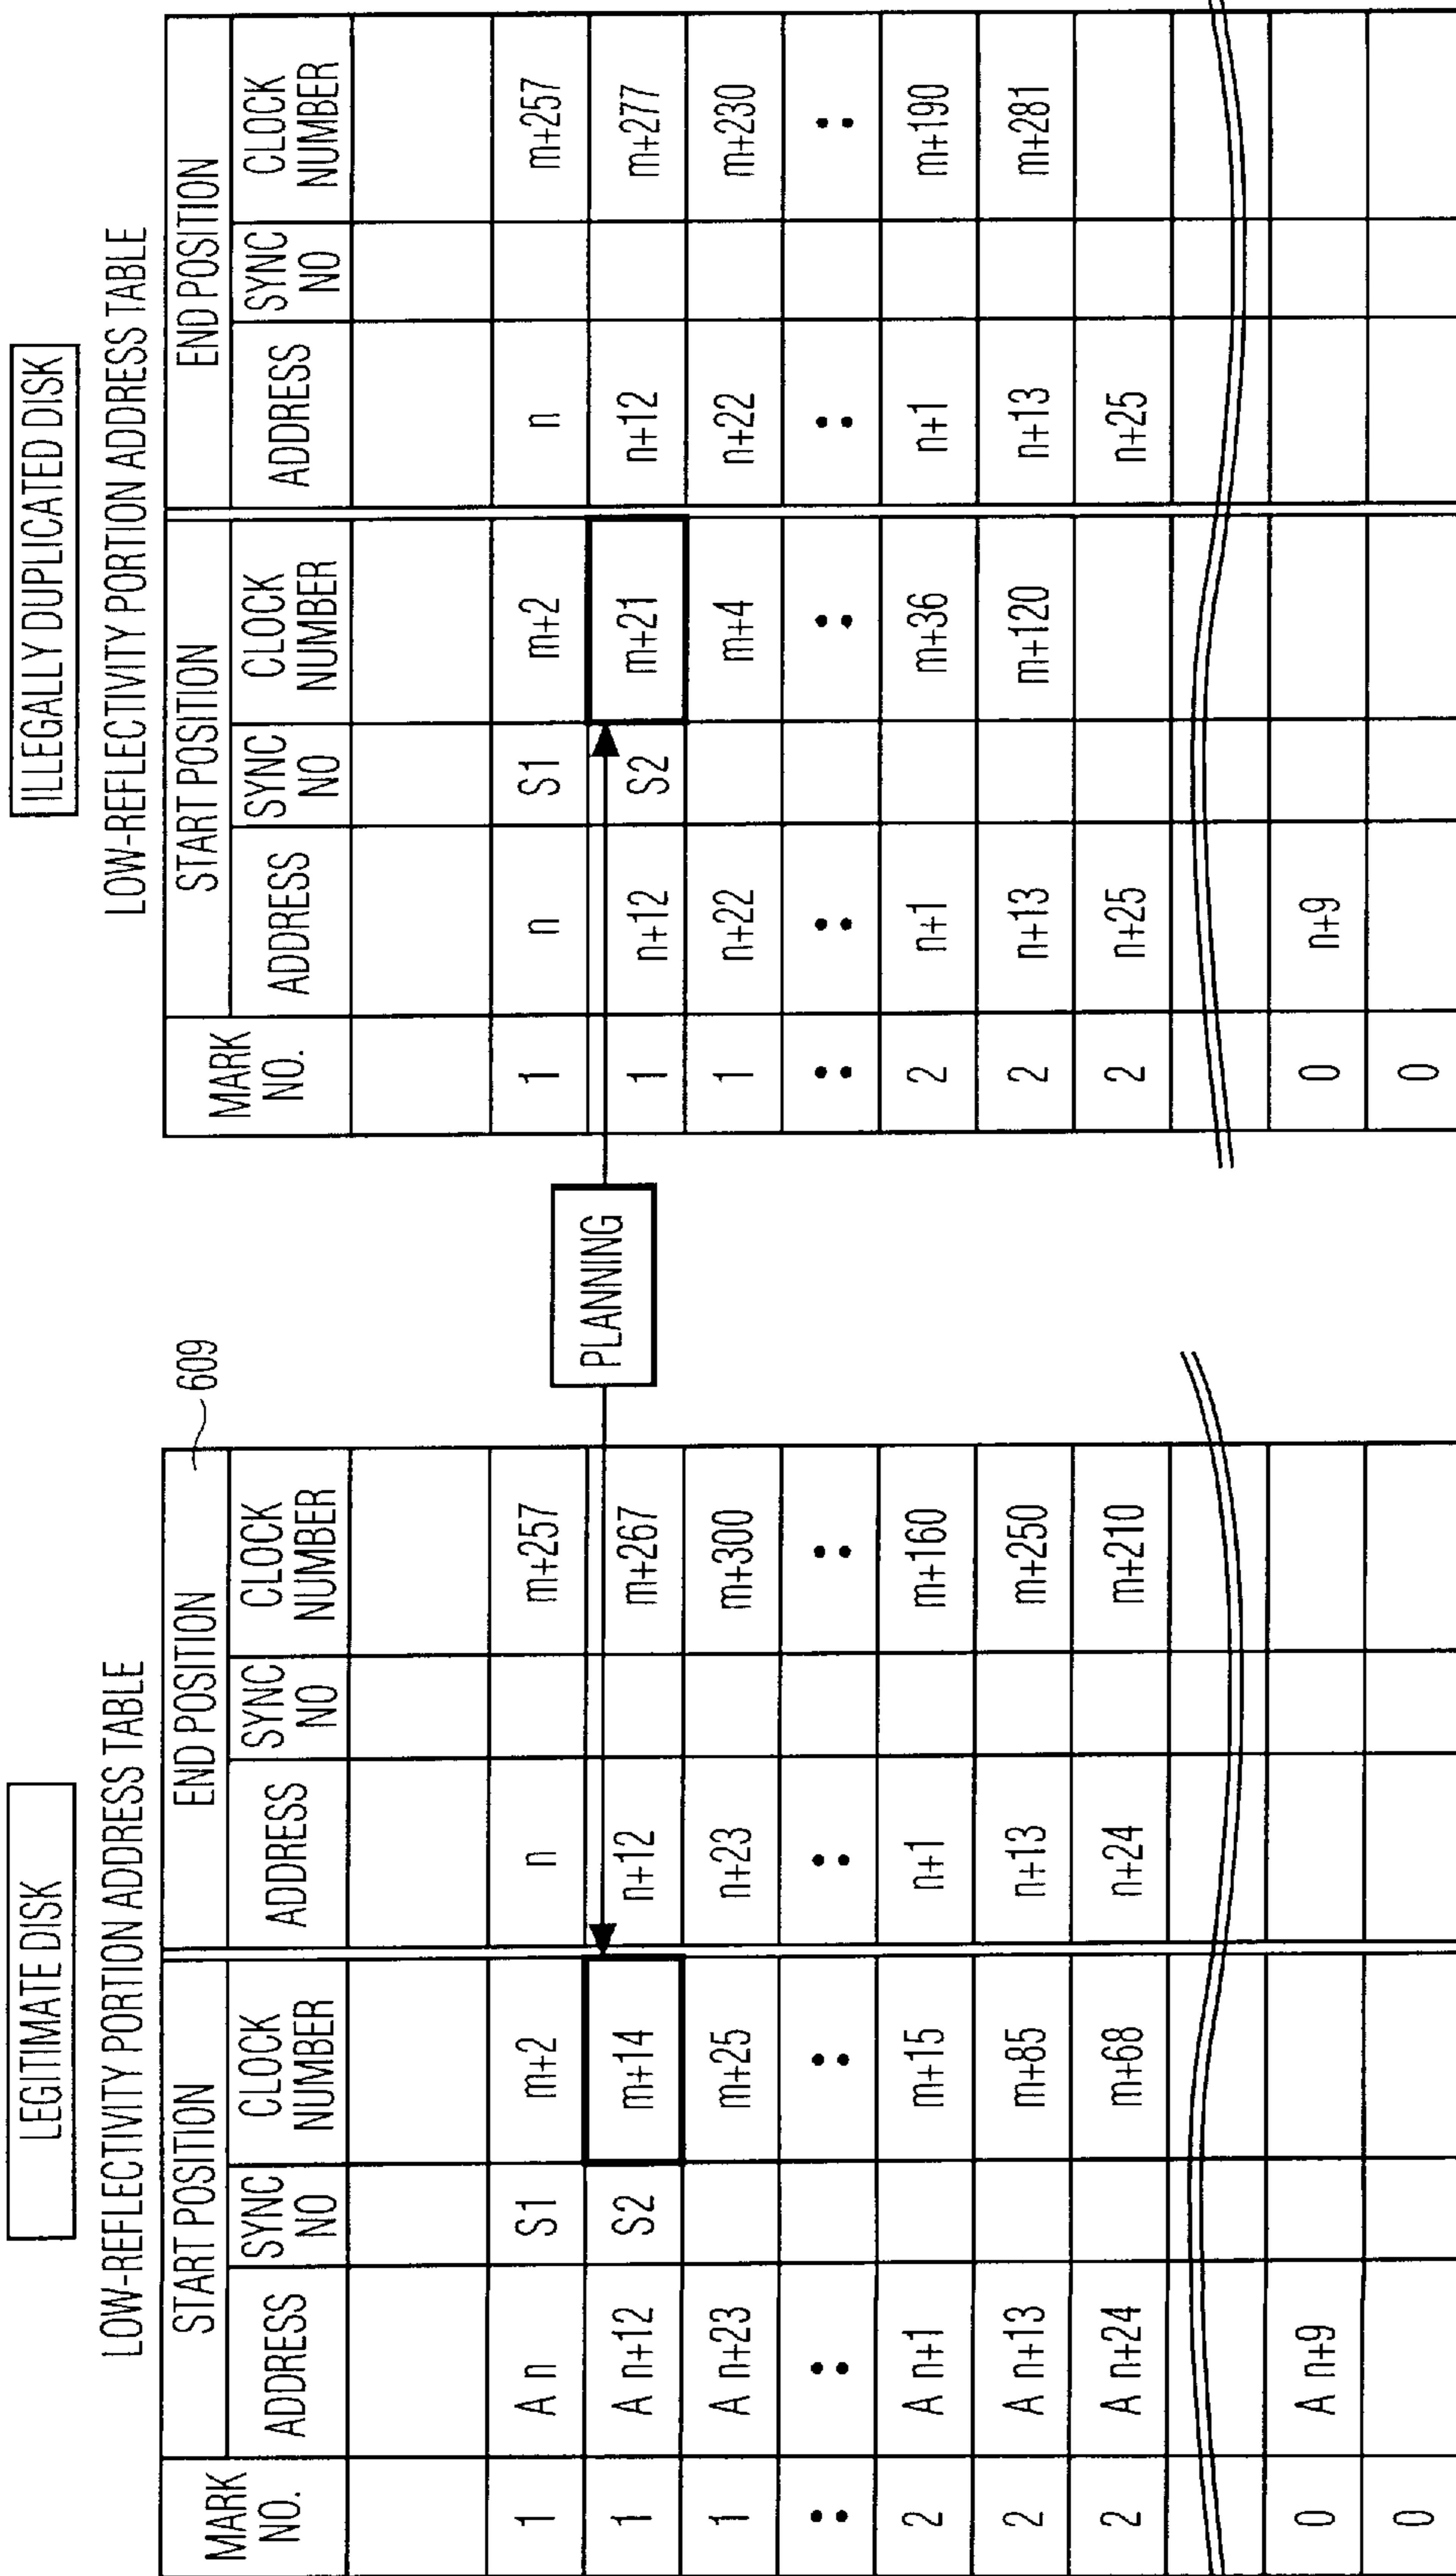 LEGITIMATE DISK
LOW-REFLECTIVITY PORTION ADDRESS TABLE
609
MARK NO. START POSITION END POSITION
ADDRESS SYNC NO CLOCK NUMBER ADDRESS SYNC NO CLOCK NUMBER
1 A n S1 m+2 n m+257
1 A n+12 S2 m+14 n+12 m+267
1 A n+23 m+25 n+23 m+300
: : : : :
2 A n+1 m+15 n+1 m+160
2 A n+13 m+85 n+13 m+250
2 A n+24 m+68 n+24 m+210
0 A n+9
0
PLANNING
ILLEGALLY DUPLICATED DISK
LOW-REFLECTIVITY PORTION ADDRESS TABLE
MARK NO. START POSITION END POSITION
ADDRESS SYNC NO CLOCK NUMBER ADDRESS SYNC NO CLOCK NUMBER
1 n S1 m+2 n m+257
1 n+12 S2 m+21 n+12 m+277
1 n+22 m+4 n+22 m+230
: : : : :
2 n+1 m+36 n+1 m+190
2 n+13 m+120 n+13 m+281
2 n+25 n+25
0 n+9
0